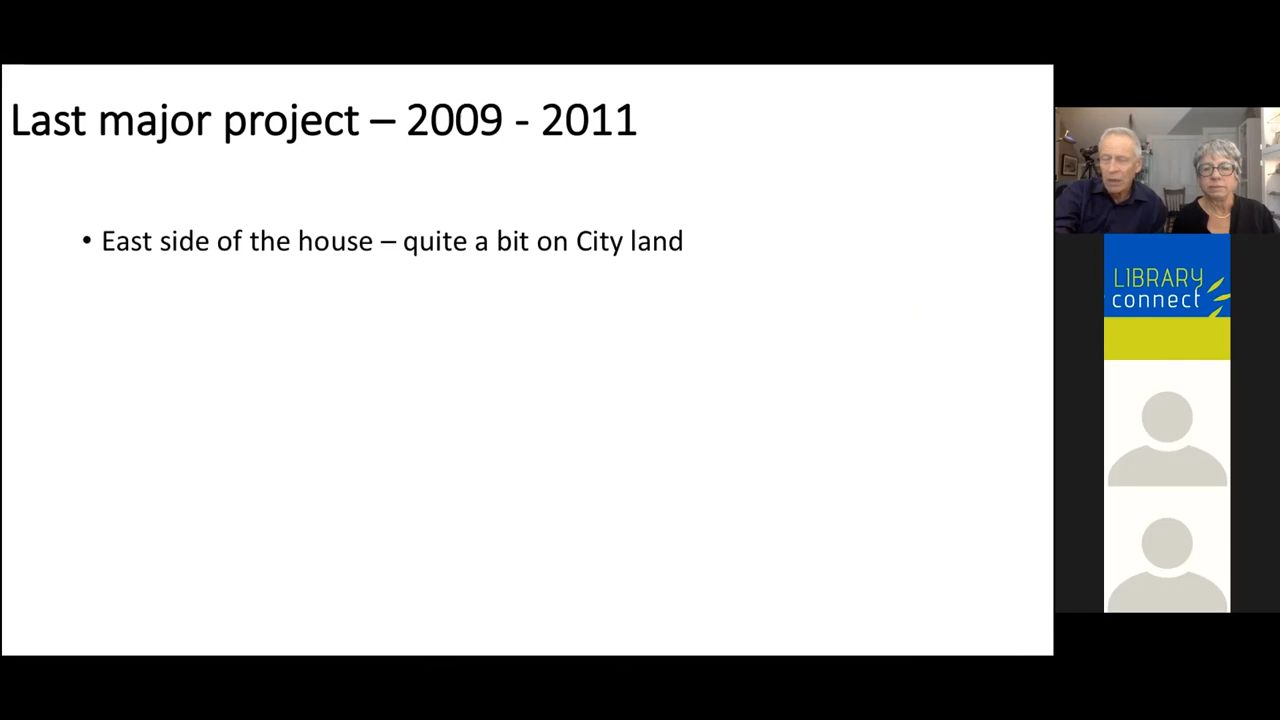 Last major project – 2009 - 2011
• East side of the house – quite a bit on City land
LIBRARY
connect